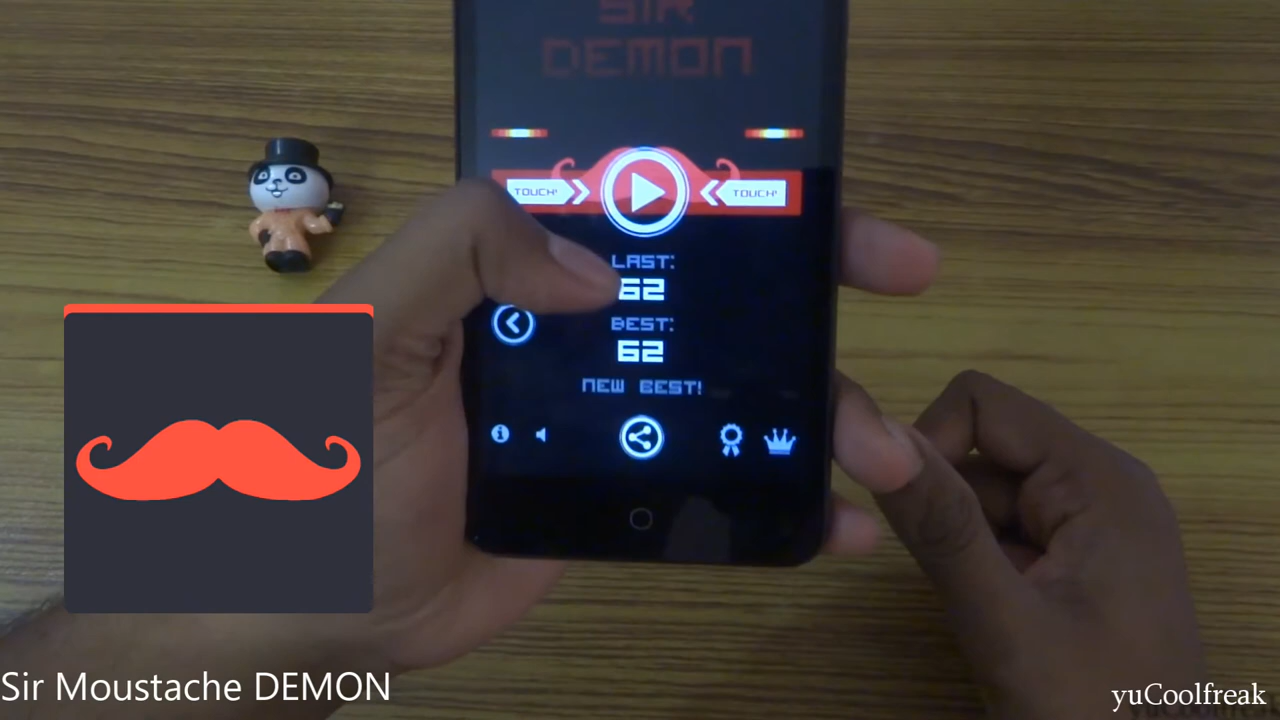 SIR
DEMON
TOUCH!
TOUCH!
LAST:
62
BEST:
62
NEW BEST!
Sir Moustache DEMON
yuCoolfreak